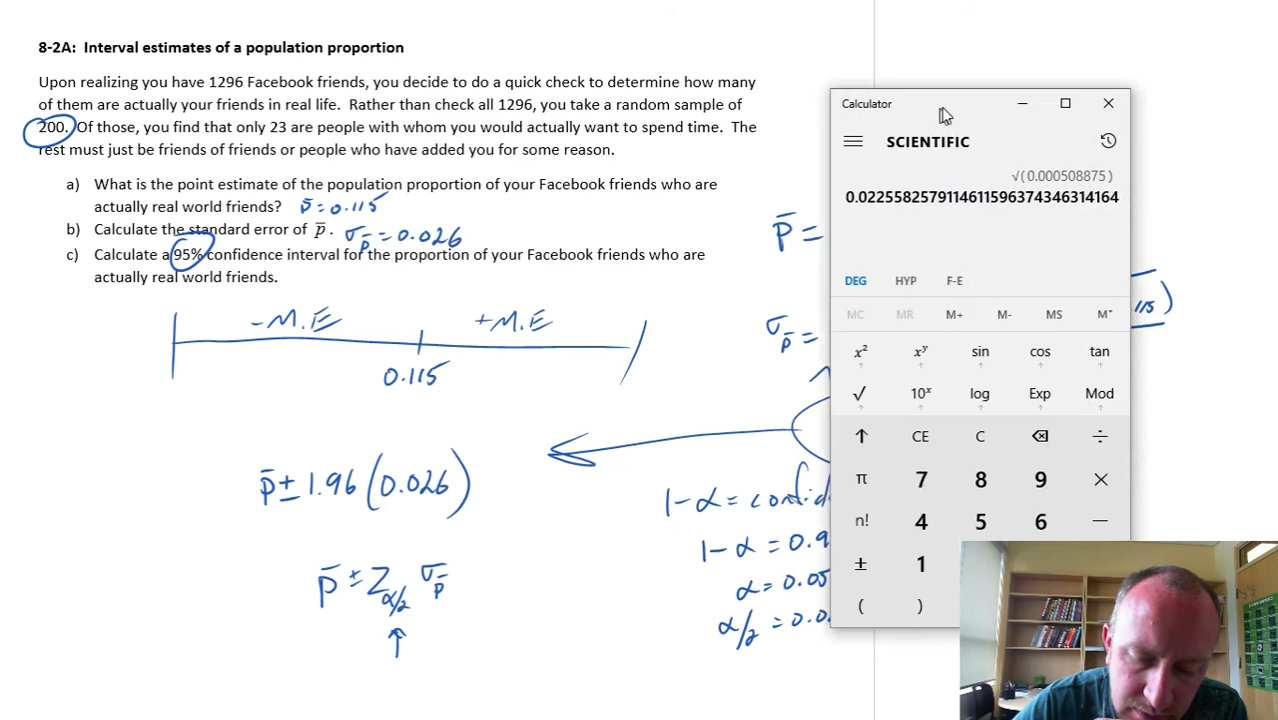 8-2A: Interval estimates of a population proportion
Upon realizing you have 1296 Facebook friends, you decide to do a quick check to determine how many
of them are actually your friends in real life. Rather than check all 1296, you take a random sample of
200. Of those, you find that only 23 are people with whom you would actually want to spend time. The
rest must just be friends of friends or people who have added you for some reason.
a) What is the point estimate of the population proportion of your Facebook friends who are
actually real world friends? p̄ = 0.115
b) Calculate the standard error of p̄. σp̄ = 0.026
c) Calculate a 95% confidence interval for the proportion of your Facebook friends who are
actually real world friends.
-M.E +M.E
0.115
p̄ ± 1.96 (0.026)
p̄ ± Zα/2 σp̄
p̄ =
σp̄ =
115)
1-α = confid
1-α = 0.9
α = 0.05
α/2 = 0.0
Calculator
SCIENTIFIC
√(0.000508875)
0.02255825791146115963743463141​64
DEG HYP F-E
MC MR M+ M- MS M˅
x² xʸ sin cos tan
√ 10ˣ log Exp Mod
↑ CE C ⌫ ÷
π 7 8 9 ×
n! 4 5 6 −
± 1
( )